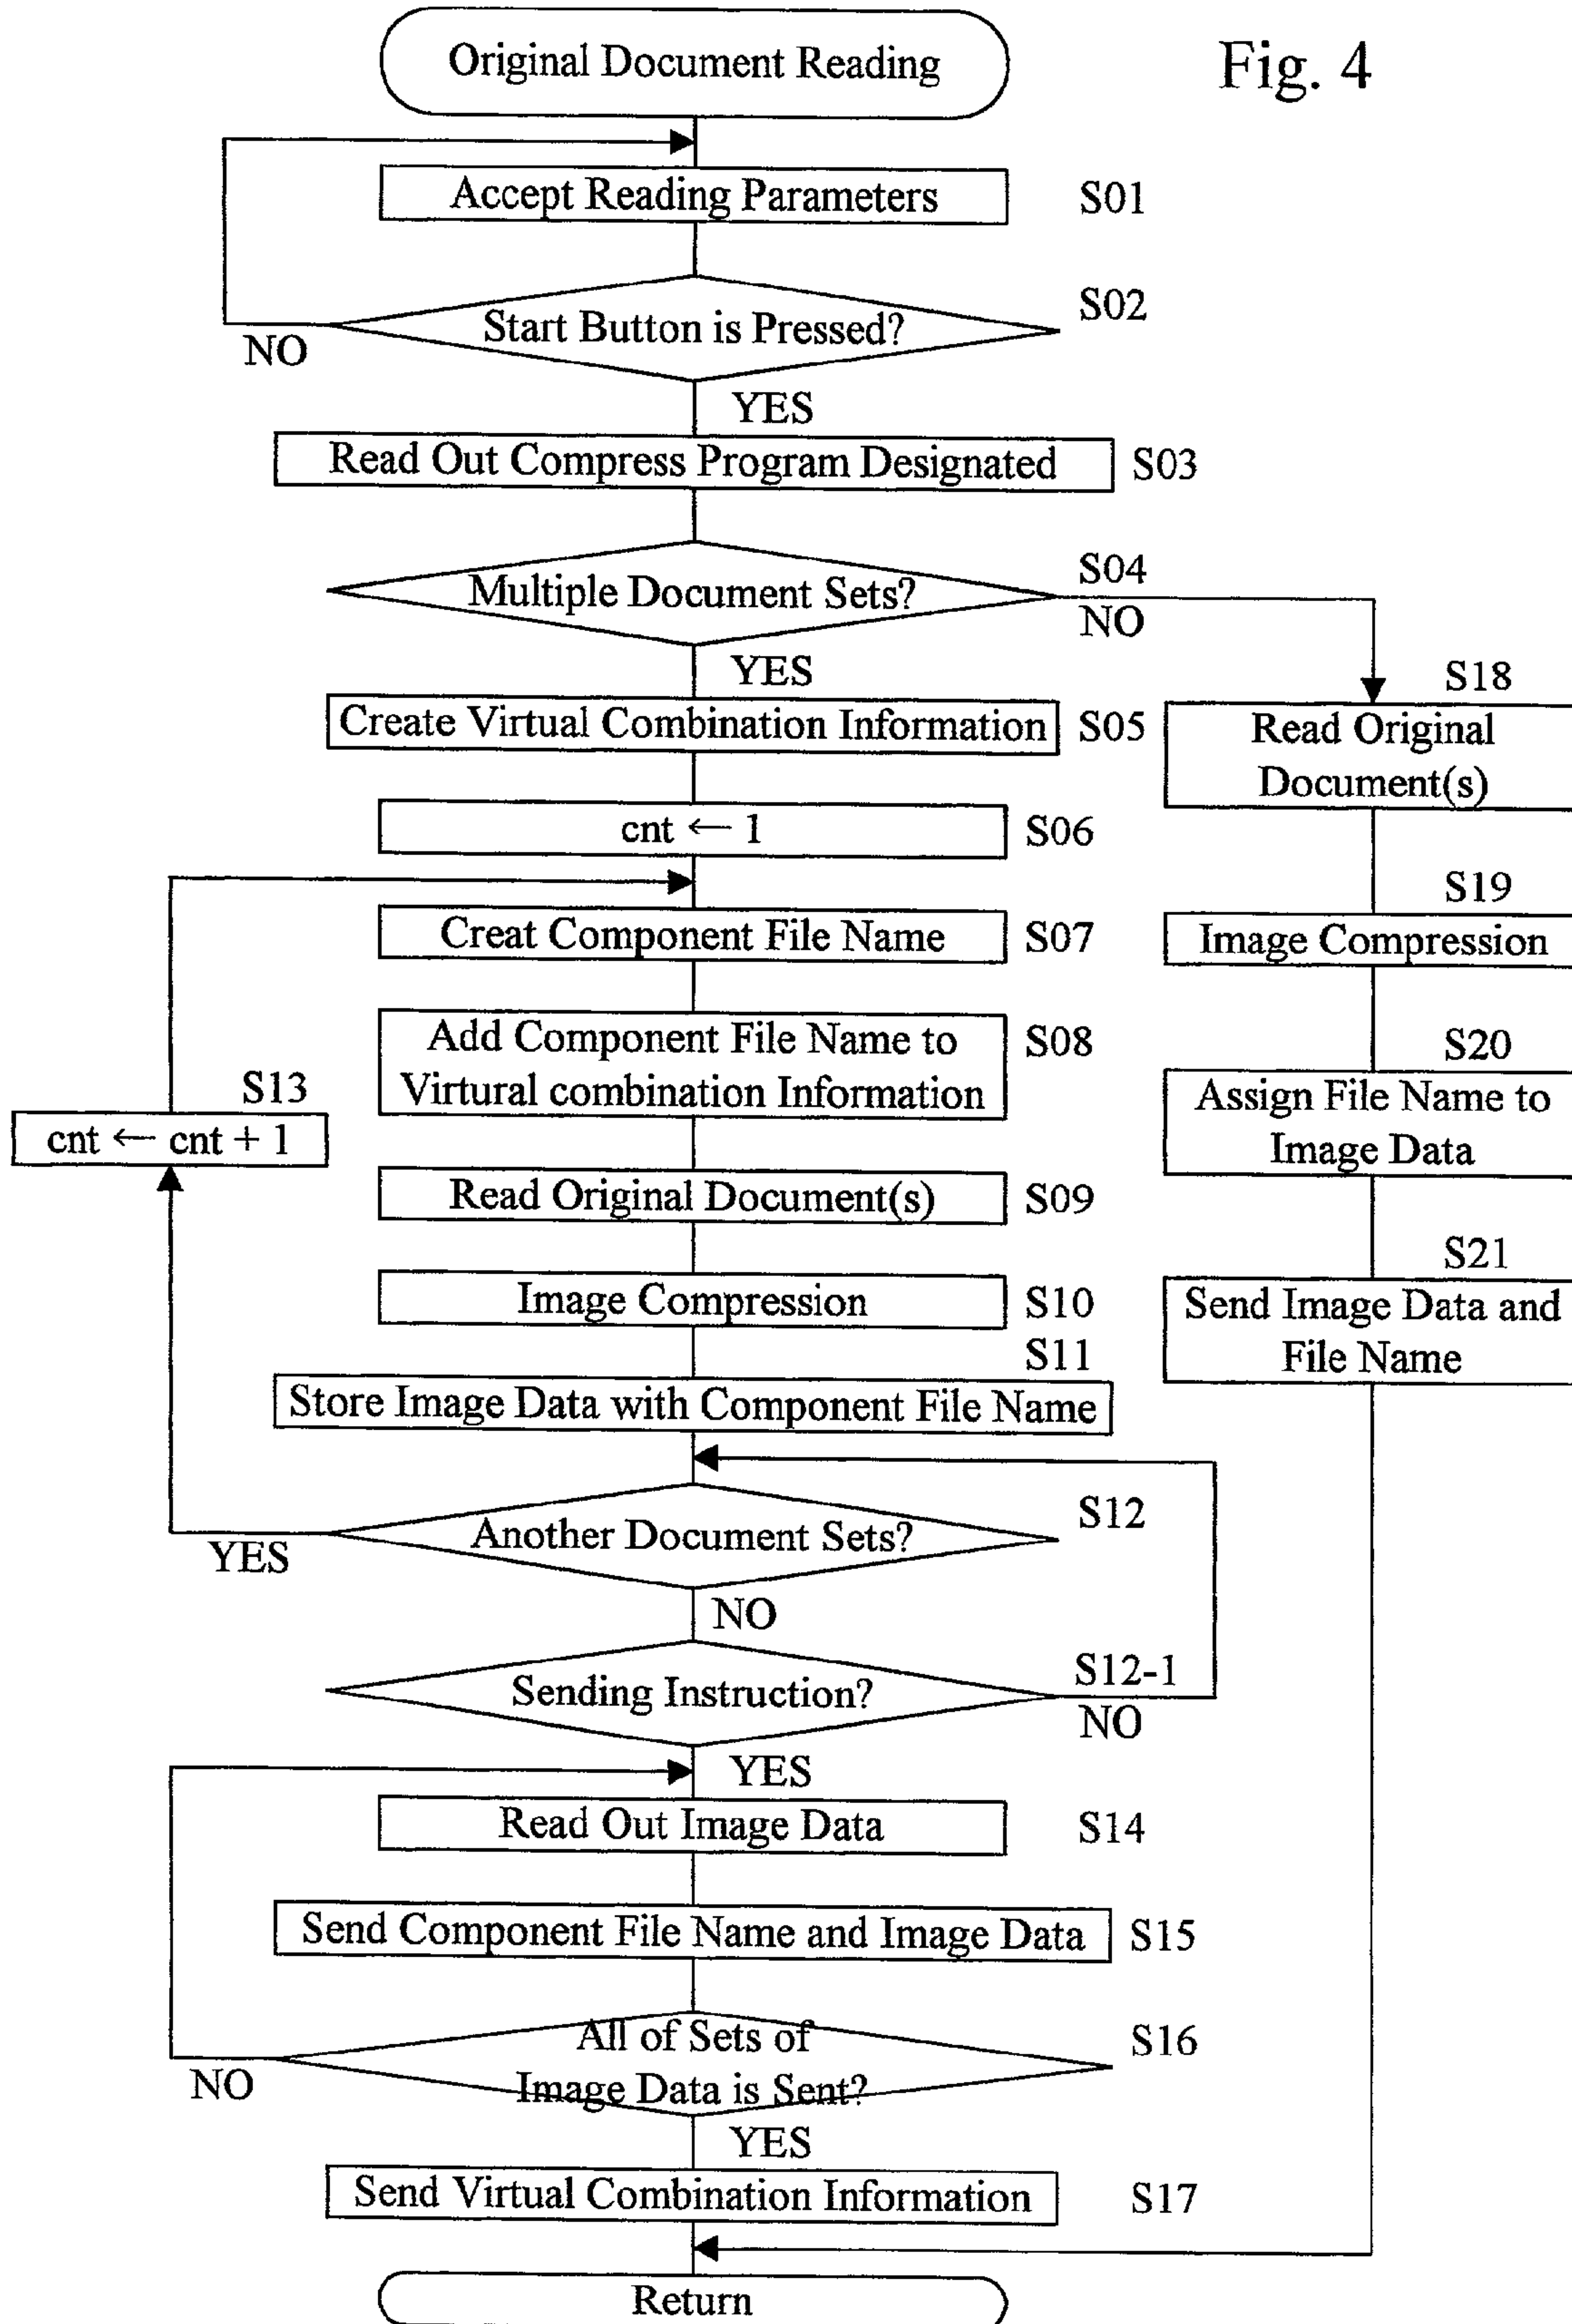 Fig. 4
Original Document Reading
Accept Reading Parameters
S01
Start Button is Pressed?
S02
NO
YES
Read Out Compress Program Designated
S03
Multiple Document Sets?
S04
NO
YES
Create Virtual Combination Information
S05
cnt ← 1
S06
Creat Component File Name
S07
Add Component File Name to
Virtural combination Information
S08
S13
cnt ← cnt + 1
Read Original Document(s)
S09
Image Compression
S10
S11
Store Image Data with Component File Name
Another Document Sets?
S12
YES
NO
Sending Instruction?
S12-1
NO
YES
Read Out Image Data
S14
Send Component File Name and Image Data
S15
All of Sets of
Image Data is Sent?
S16
NO
YES
Send Virtual Combination Information
S17
S18
Read Original
Document(s)
S19
Image Compression
S20
Assign File Name to
Image Data
S21
Send Image Data and
File Name
Return